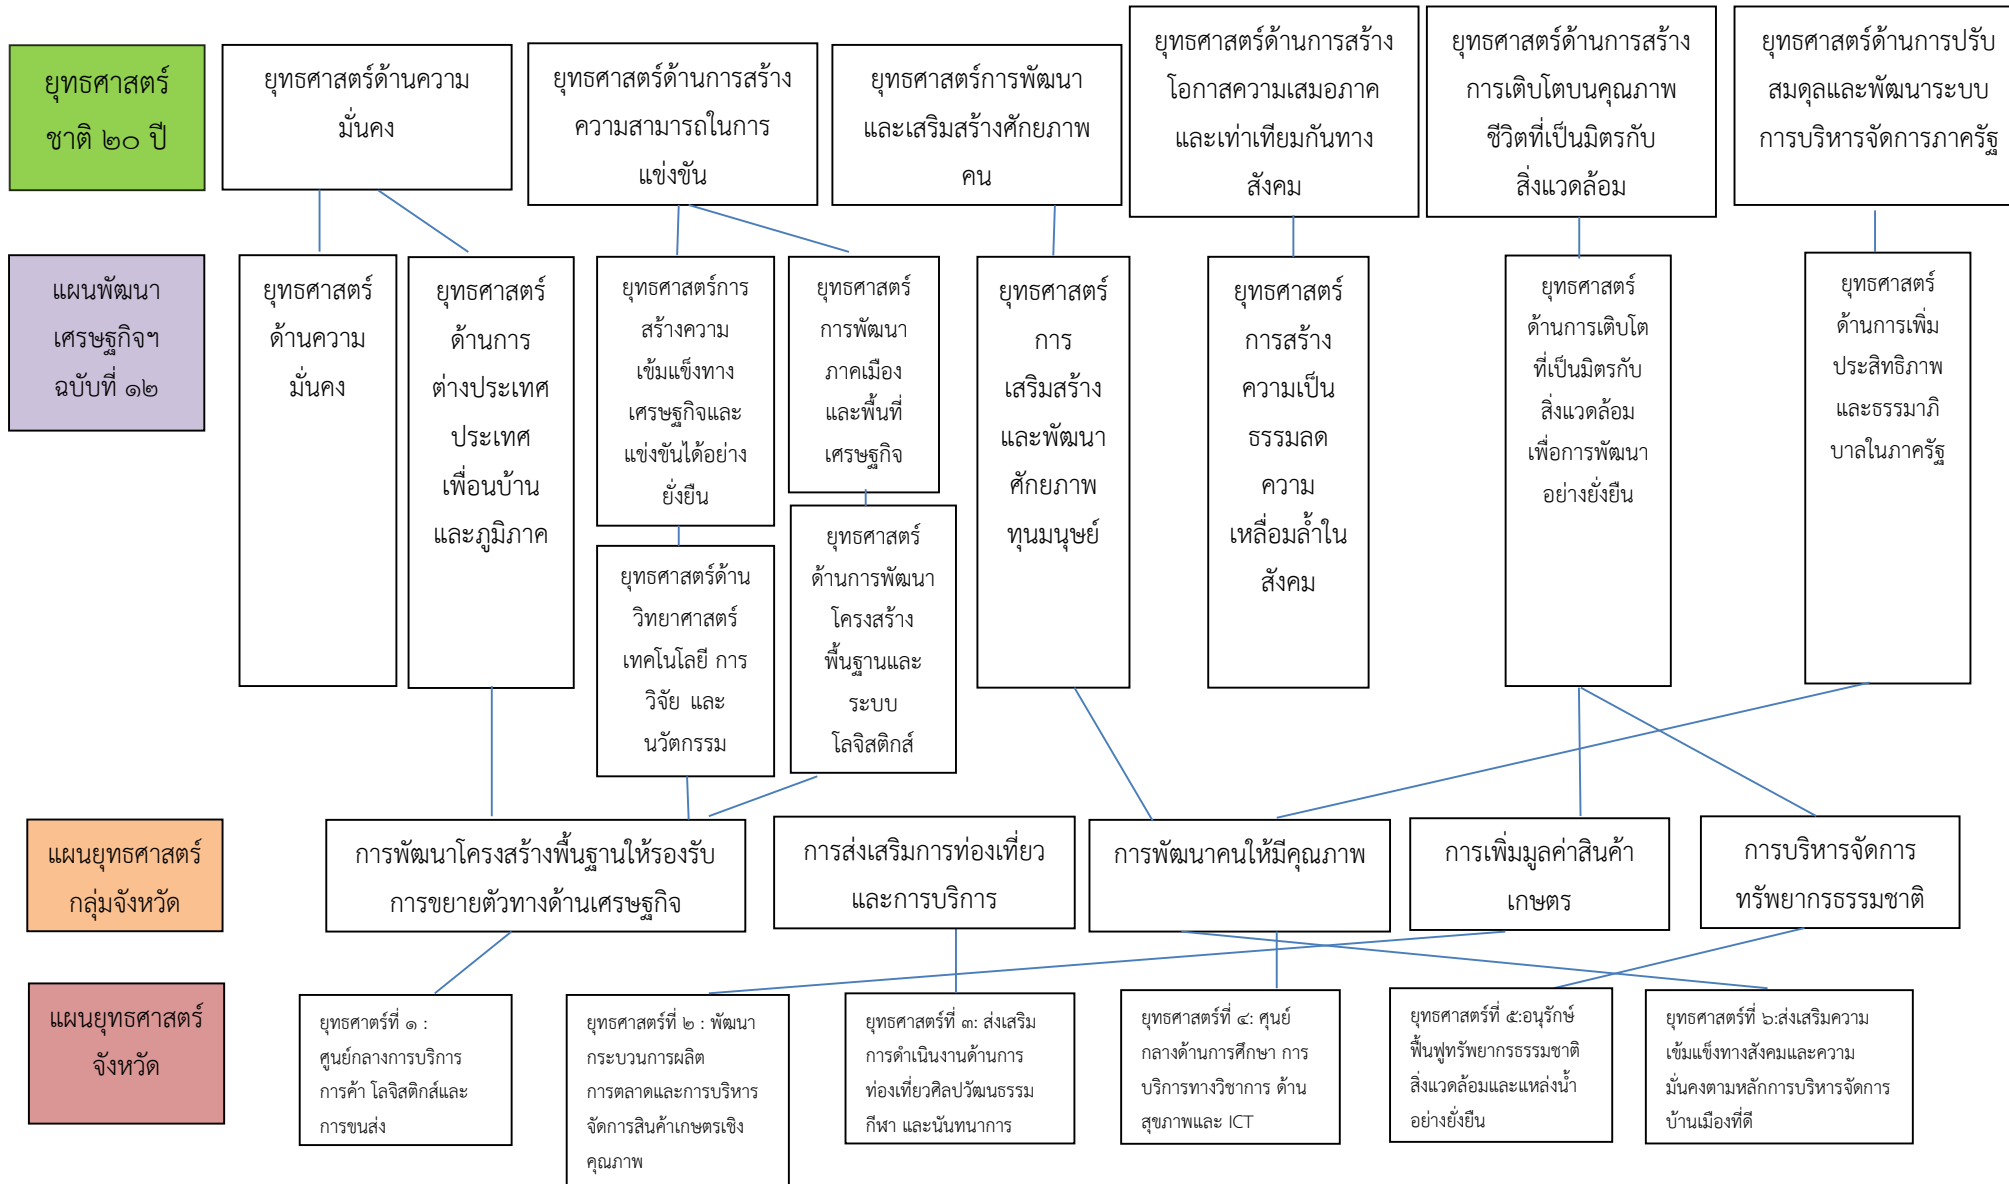 ยุทธศาสตร์
ชาติ ๒๐ ปี
ยุทธศาสตร์ด้านความ
มั่นคง
ยุทธศาสตร์ด้านการสร้าง
ความสามารถในการ
แข่งขัน
ยุทธศาสตร์การพัฒนา
และเสริมสร้างศักยภาพ
คน
ยุทธศาสตร์ด้านการสร้าง
โอกาสความเสมอภาค
และเท่าเทียมกันทาง
สังคม
ยุทธศาสตร์ด้านการสร้าง
การเติบโตบนคุณภาพ
ชีวิตที่เป็นมิตรกับ
สิ่งแวดล้อม
ยุทธศาสตร์ด้านการปรับ
สมดุลและพัฒนาระบบ
การบริหารจัดการภาครัฐ
แผนพัฒนา
เศรษฐกิจฯ
ฉบับที่ ๑๒
ยุทธศาสตร์
ด้านความ
มั่นคง
ยุทธศาสตร์
ด้านการ
ต่างประเทศ
ประเทศ
เพื่อนบ้าน
และภูมิภาค
ยุทธศาสตร์การ
สร้างความ
เข้มแข็งทาง
เศรษฐกิจและ
แข่งขันได้อย่าง
ยั่งยืน
ยุทธศาสตร์
การพัฒนา
ภาคเมือง
และพื้นที่
เศรษฐกิจ
ยุทธศาสตร์
การ
เสริมสร้าง
และพัฒนา
ศักยภาพ
ทุนมนุษย์
ยุทธศาสตร์
การสร้าง
ความเป็น
ธรรมลด
ความ
เหลื่อมล้ำใน
สังคม
ยุทธศาสตร์
ด้านการเติบโต
ที่เป็นมิตรกับ
สิ่งแวดล้อม
เพื่อการพัฒนา
อย่างยั่งยืน
ยุทธศาสตร์
ด้านการเพิ่ม
ประสิทธิภาพ
และธรรมาภิ
บาลในภาครัฐ
ยุทธศาสตร์ด้าน
วิทยาศาสตร์
เทคโนโลยี การ
วิจัย และ
นวัตกรรม
ยุทธศาสตร์
ด้านการพัฒนา
โครงสร้าง
พื้นฐานและ
ระบบ
โลจิสติกส์
แผนยุทธศาสตร์
กลุ่มจังหวัด
การพัฒนาโครงสร้างพื้นฐานให้รองรับ
การขยายตัวทางด้านเศรษฐกิจ
การส่งเสริมการท่องเที่ยว
และการบริการ
การพัฒนาคนให้มีคุณภาพ
การเพิ่มมูลค่าสินค้า
เกษตร
การบริหารจัดการ
ทรัพยากรธรรมชาติ
แผนยุทธศาสตร์
จังหวัด
ยุทธศาตร์ที่ ๑ :
ศูนย์กลางการบริการ
การค้า โลจิสติกส์และ
การขนส่ง
ยุทธศาสตร์ที่ ๒ : พัฒนา
กระบวนการผลิต
การตลาดและการบริหาร
จัดการสินค้าเกษตรเชิง
คุณภาพ
ยุทธศาสตร์ที่ ๓: ส่งเสริม
การดำเนินงานด้านการ
ท่องเที่ยวศิลปวัฒนธรรม
กีฬา และนันทนาการ
ยุทธศาสตร์ที่ ๔: ศุนย์
กลางด้านการศึกษา การ
บริการทางวิชาการ ด้าน
สุขภาพและ ICT
ยุทธศาสตร์ที่ ๕:อนุรักษ์
ฟื้นฟูทรัพยากรธรรมชาติ
สิ่งแวดล้อมและแหล่งน้ำ
อย่างยั่งยืน
ยุทธศาสตร์ที่ ๖:ส่งเสริมความ
เข้มแข็งทางสังคมและความ
มั่นคงตามหลักการบริหารจัดการ
บ้านเมืองที่ดี